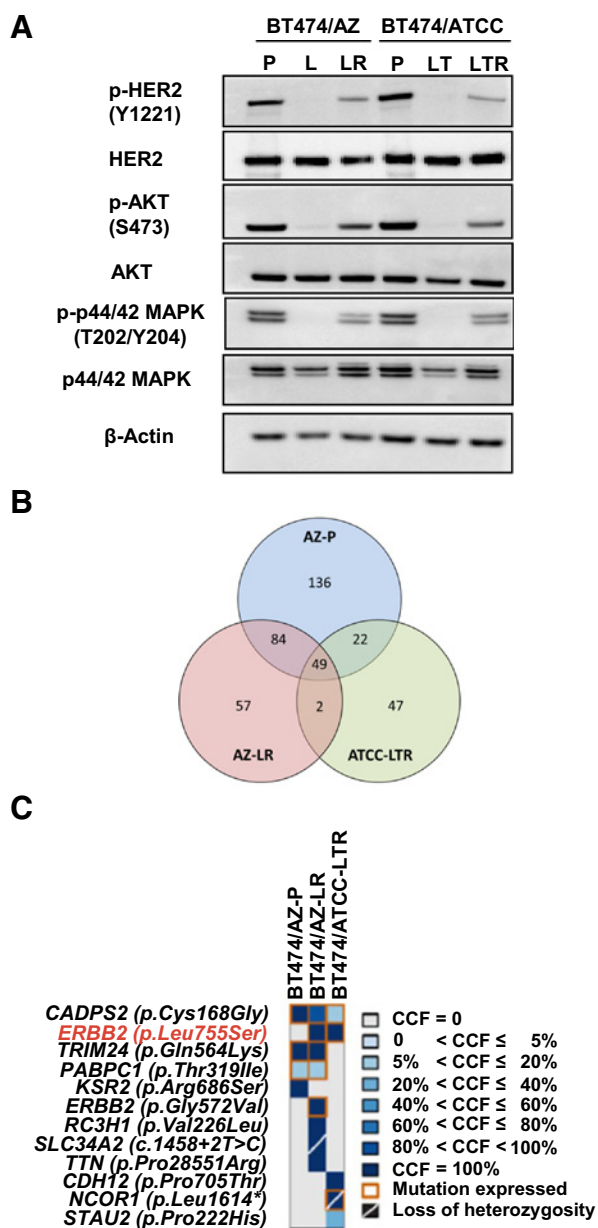 A
BT474/AZ BT474/ATCC
P L LR P LT LTR
p-HER2
(Y1221)
HER2
p-AKT
(S473)
AKT
p-p44/42 MAPK
(T202/Y204)
p44/42 MAPK
β-Actin
B
AZ-P
136
84 22
49
57 2 47
AZ-LR ATCC-LTR
C
BT474/AZ-P
BT474/AZ-LR
BT474/ATCC-LTR
CADPS2 (p.Cys168Gly)
ERBB2 (p.Leu755Ser)
TRIM24 (p.Gln564Lys)
PABPC1 (p.Thr319Ile)
KSR2 (p.Arg686Ser)
ERBB2 (p.Gly572Val)
RC3H1 (p.Val226Leu)
SLC34A2 (c.1458+2T>C)
TTN (p.Pro28551Arg)
CDH12 (p.Pro705Thr)
NCOR1 (p.Leu1614*)
STAU2 (p.Pro222His)
CCF = 0
0 < CCF ≤ 5%
5% < CCF ≤ 20%
20% < CCF ≤ 40%
40% < CCF ≤ 60%
60% < CCF ≤ 80%
80% < CCF < 100%
CCF = 100%
Mutation expressed
Loss of heterozygosity